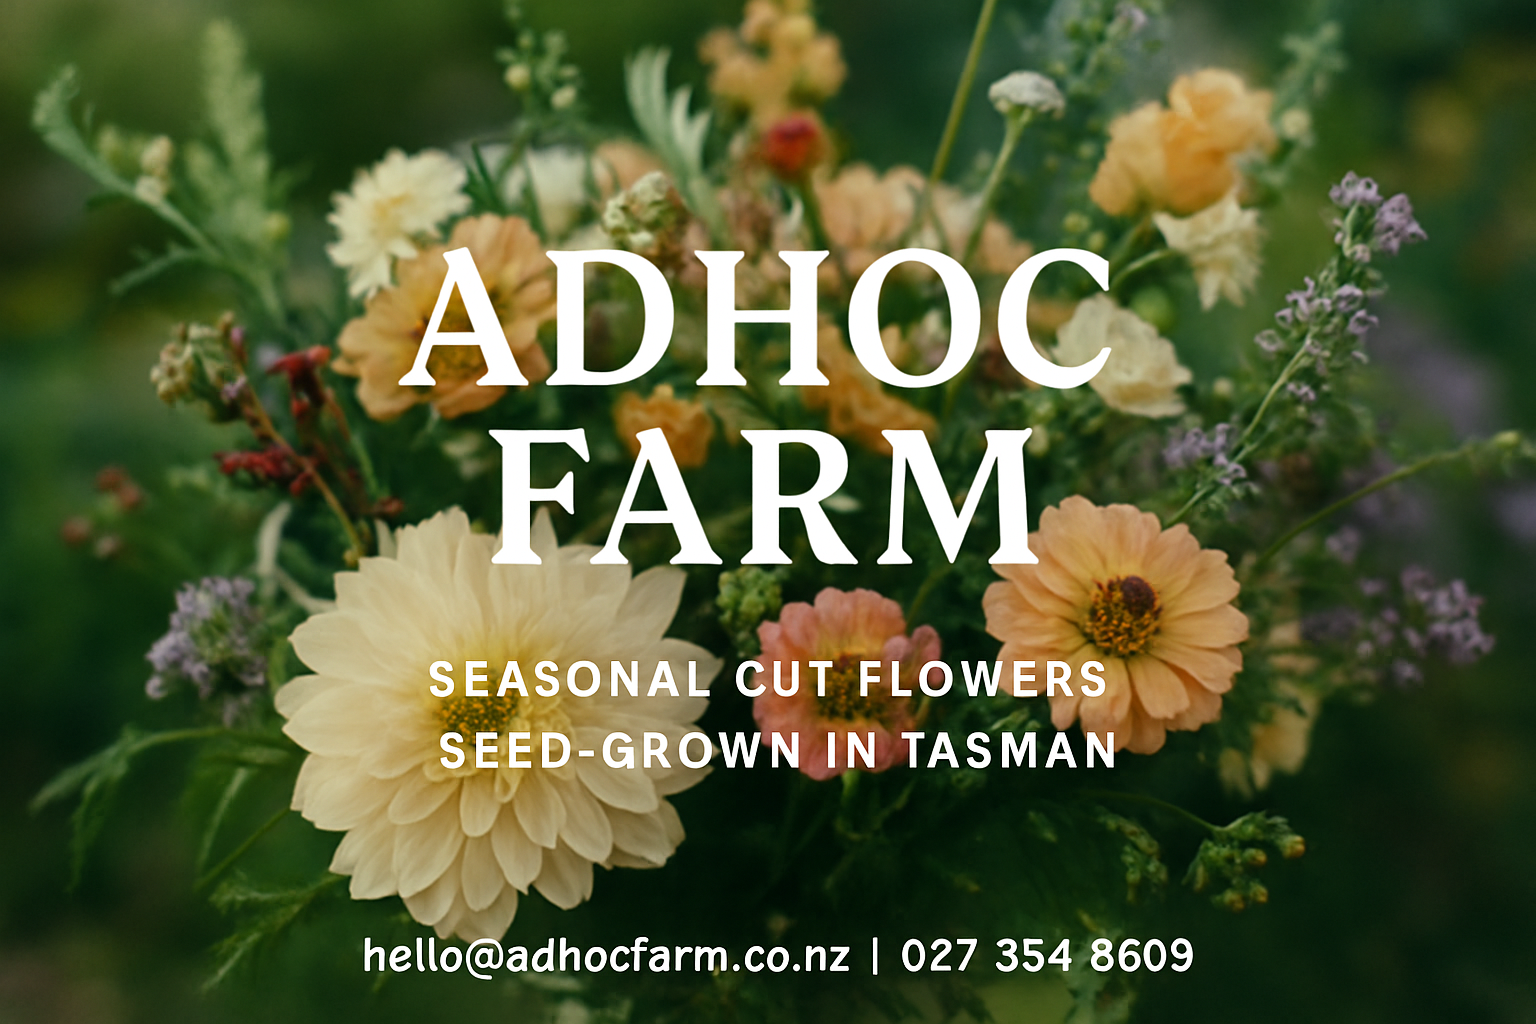 ADHOC
FARM
SEASONAL CUT FLOWERS
SEED-GROWN IN TASMAN
hello@adhocfarm.co.nz | 027 354 8609